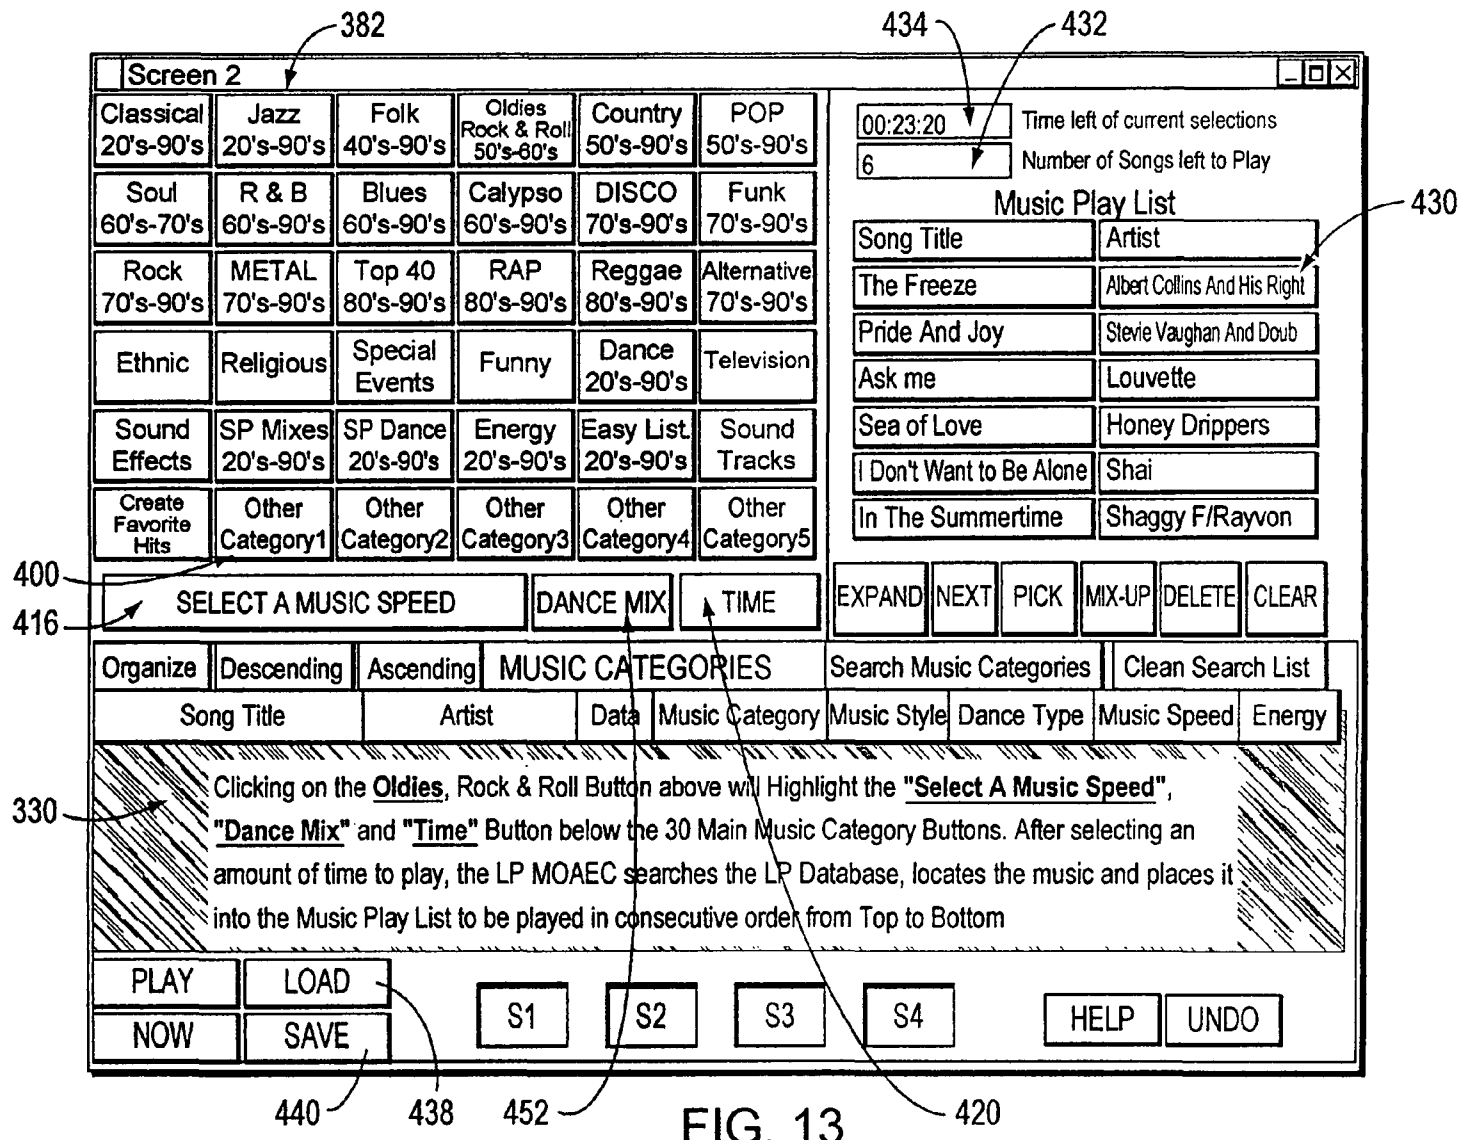 382
434
432
Screen 2
Classical 20's-90's
Jazz 20's-90's
Folk 40's-90's
Oldies Rock & Roll 50's-60's
Country 50's-90's
POP 50's-90's
Soul 60's-70's
R & B 60's-90's
Blues 60's-90's
Calypso 60's-90's
DISCO 70's-90's
Funk 70's-90's
Rock 70's-90's
METAL 70's-90's
Top 40 80's-90's
RAP 80's-90's
Reggae 80's-90's
Alternative 70's-90's
Ethnic
Religious
Special Events
Funny
Dance 20's-90's
Television
Sound Effects
SP Mixes 20's-90's
SP Dance 20's-90's
Energy 20's-90's
Easy List. 20's-90's
Sound Tracks
Create Favorite Hits
Other Category1
Other Category2
Other Category3
Other Category4
Other Category5
00:23:20 Time left of current selections
6 Number of Songs left to Play
Music Play List
430
Song Title Artist
The Freeze Albert Collins And His Right
Pride And Joy Stevie Vaughan And Doub
Ask me Louvette
Sea of Love Honey Drippers
I Don't Want to Be Alone Shai
In The Summertime Shaggy F/Rayvon
400
416
SELECT A MUSIC SPEED DANCE MIX TIME
EXPAND NEXT PICK MIX-UP DELETE CLEAR
Organize Descending Ascending MUSIC CATEGORIES Search Music Categories Clean Search List
Song Title Artist Data Music Category Music Style Dance Type Music Speed Energy
330
Clicking on the Oldies, Rock & Roll Button above will Highlight the "Select A Music Speed",
"Dance Mix" and "Time" Button below the 30 Main Music Category Buttons. After selecting an
amount of time to play, the LP MOAEC searches the LP Database, locates the music and places it
into the Music Play List to be played in consecutive order from Top to Bottom
PLAY LOAD
NOW SAVE
S1 S2 S3 S4
HELP UNDO
440 438 452 420
FIG. 13